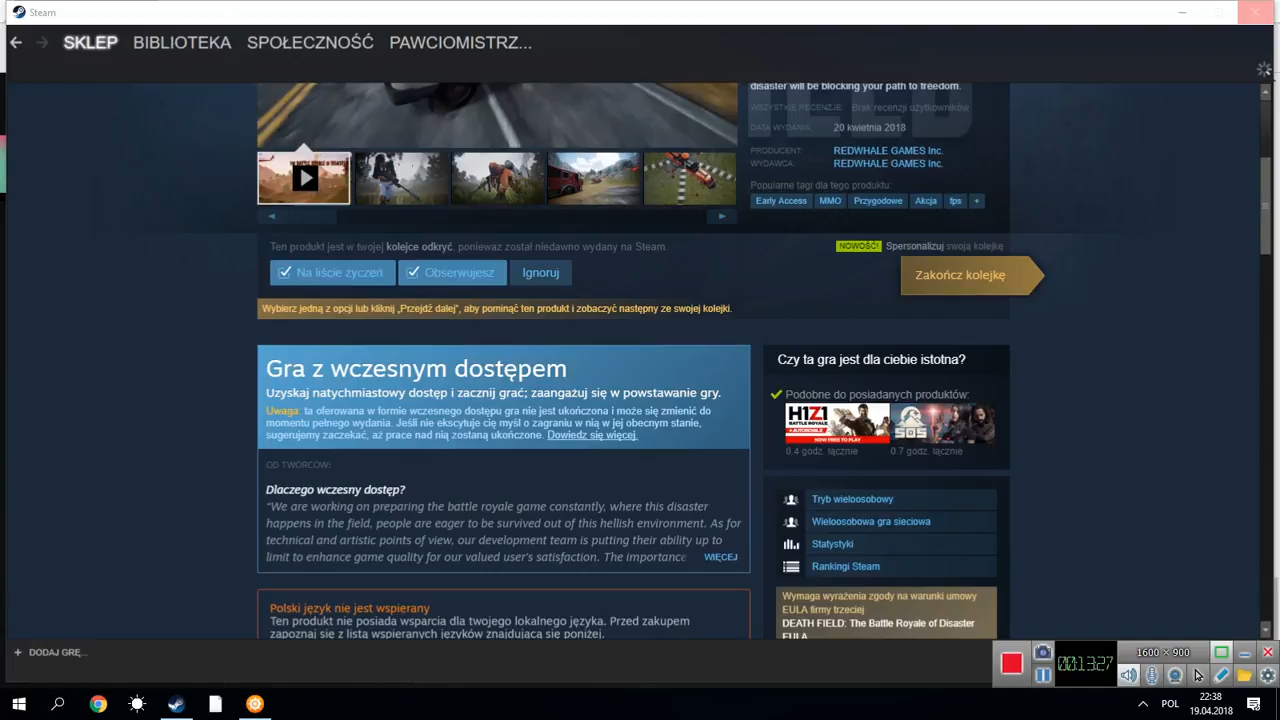 Steam
SKLEP BIBLIOTEKA SPOŁECZNOŚĆ PAWCIOMISTRZ...
disaster will be blocking your path to freedom.
WSZYSTKIE RECENZJE: Brak recenzji użytkowników
DATA WYDANIA: 20 kwietnia 2018
PRODUCENT: REDWHALE GAMES Inc.
WYDAWCA: REDWHALE GAMES Inc.
Popularne tagi dla tego produktu:
Early Access MMO Przygodowe Akcja fps +
Ten produkt jest w twojej kolejce odkryć, ponieważ został niedawno wydany na Steam.
NOWOŚĆ! Spersonalizuj swoją kolejkę
Na liście życzeń Obserwujesz Ignoruj
Zakończ kolejkę
Wybierz jedną z opcji lub kliknij „Przejdź dalej”, aby pominąć ten produkt i zobaczyć następny ze swojej kolejki.
Gra z wczesnym dostępem
Uzyskaj natychmiastowy dostęp i zacznij grać; zaangażuj się w powstawanie gry.
Uwaga: ta oferowana w formie wczesnego dostępu gra nie jest ukończona i może się zmienić do
momentu pełnego wydania. Jeśli nie ekscytuje cię myśl o zagraniu w nią w jej obecnym stanie,
sugerujemy zaczekać, aż prace nad nią zostaną ukończone. Dowiedz się więcej.
OD TWÓRCÓW:
Dlaczego wczesny dostęp?
“We are working on preparing the battle royale game constantly, where this disaster
happens in the field, people are eager to be survived out of this hellish environment. As for
technical and artistic points of view, our development team is putting their ability up to
limit to enhance game quality for our valued user's satisfaction. The importance WIĘCEJ
Polski język nie jest wspierany
Ten produkt nie posiada wsparcia dla twojego lokalnego języka. Przed zakupem
zapoznaj się z listą wspieranych języków znajdującą się poniżej.
Czy ta gra jest dla ciebie istotna?
Podobne do posiadanych produktów:
H1Z1
BATTLE ROYALE
NOW FREE TO PLAY
SOS
0.4 godz. łącznie 0.7 godz. łącznie
Tryb wieloosobowy
Wieloosobowa gra sieciowa
Statystyki
Rankingi Steam
Wymaga wyrażenia zgody na warunki umowy
EULA firmy trzeciej
DEATH FIELD: The Battle Royale of Disaster
EULA
+ DODAJ GRĘ...
1600 × 900
00:13:27
POL
22:38
19.04.2018